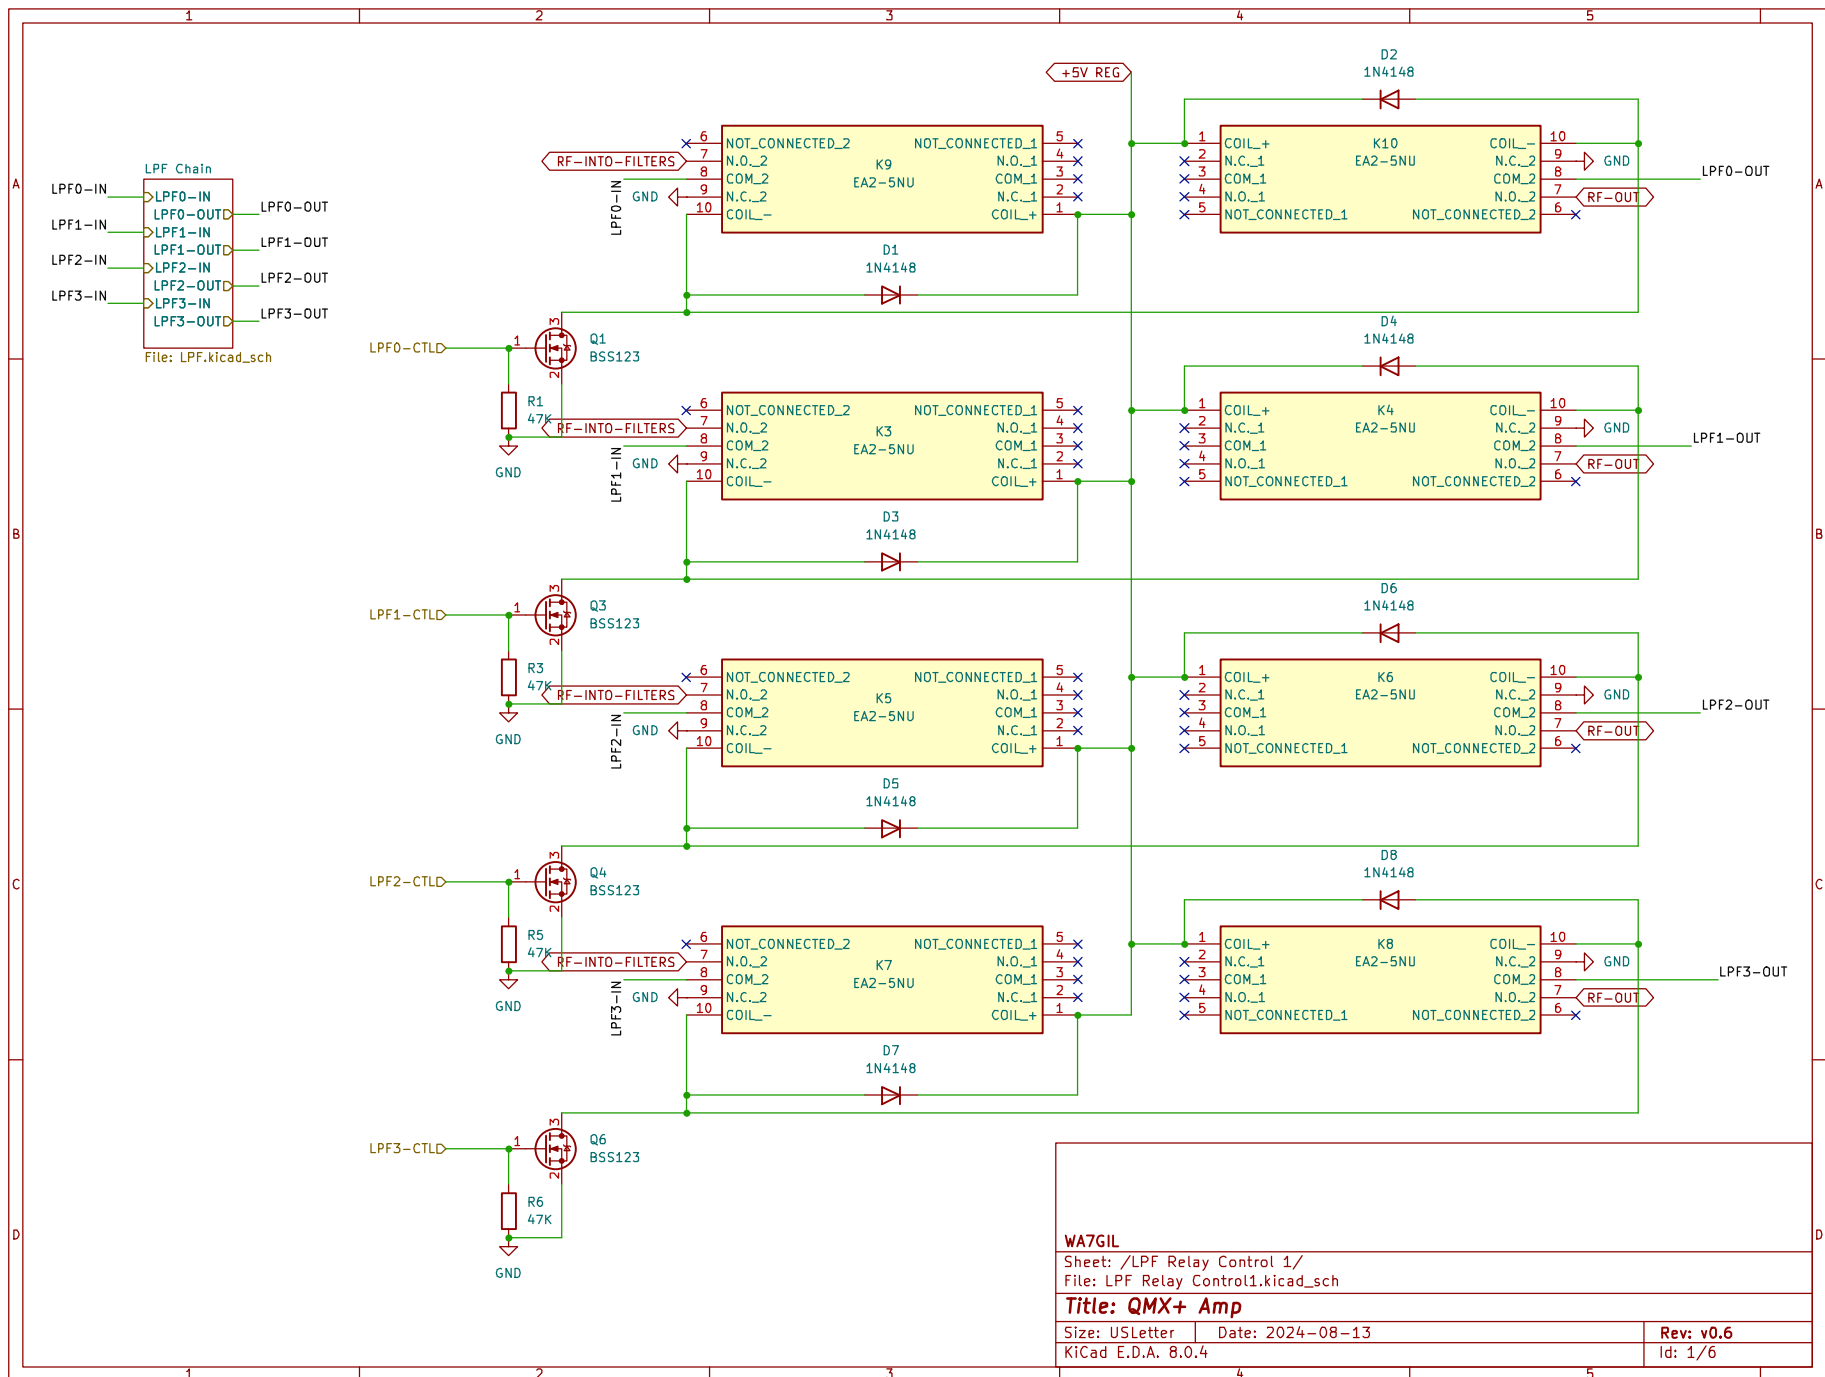 1 2 3 4 5
+5V REG
D2
1N4148
A
A
LPF Chain
LPF0-IN
LPF1-IN
LPF2-IN
LPF3-IN
LPF0-IN
LPF0-OUT
LPF1-IN
LPF1-OUT
LPF2-IN
LPF2-OUT
LPF3-IN
LPF3-OUT
LPF0-OUT
LPF1-OUT
LPF2-OUT
LPF3-OUT
File: LPF.kicad_sch
RF-INTO-FILTERS
LPF0-IN
GND
6 NOT_CONNECTED_2
7 N.O._2
8 COM_2
9 N.C._2
10 COIL_-
K9
EA2-5NU
NOT_CONNECTED_1 5
N.O._1 4
COM_1 3
N.C._1 2
COIL_+ 1
D1
1N4148
1 COIL_+
2 N.C._1
3 COM_1
4 N.O._1
5 NOT_CONNECTED_1
K10
EA2-5NU
COIL_- 10
N.C._2 9
COM_2 8
N.O._2 7
NOT_CONNECTED_2 6
GND
LPF0-OUT
RF-OUT
LPF0-CTL
1
3
2
Q1
BSS123
R1
47K
GND
D4
1N4148
B
B
RF-INTO-FILTERS
LPF1-IN
GND
6 NOT_CONNECTED_2
7 N.O._2
8 COM_2
9 N.C._2
10 COIL_-
K3
EA2-5NU
NOT_CONNECTED_1 5
N.O._1 4
COM_1 3
N.C._1 2
COIL_+ 1
D3
1N4148
1 COIL_+
2 N.C._1
3 COM_1
4 N.O._1
5 NOT_CONNECTED_1
K4
EA2-5NU
COIL_- 10
N.C._2 9
COM_2 8
N.O._2 7
NOT_CONNECTED_2 6
GND
LPF1-OUT
RF-OUT
LPF1-CTL
1
3
2
Q3
BSS123
R3
47K
GND
D6
1N4148
RF-INTO-FILTERS
LPF2-IN
GND
6 NOT_CONNECTED_2
7 N.O._2
8 COM_2
9 N.C._2
10 COIL_-
K5
EA2-5NU
NOT_CONNECTED_1 5
N.O._1 4
COM_1 3
N.C._1 2
COIL_+ 1
D5
1N4148
1 COIL_+
2 N.C._1
3 COM_1
4 N.O._1
5 NOT_CONNECTED_1
K6
EA2-5NU
COIL_- 10
N.C._2 9
COM_2 8
N.O._2 7
NOT_CONNECTED_2 6
GND
LPF2-OUT
RF-OUT
C
C
LPF2-CTL
1
3
2
Q4
BSS123
R5
47K
GND
D8
1N4148
RF-INTO-FILTERS
LPF3-IN
GND
6 NOT_CONNECTED_2
7 N.O._2
8 COM_2
9 N.C._2
10 COIL_-
K7
EA2-5NU
NOT_CONNECTED_1 5
N.O._1 4
COM_1 3
N.C._1 2
COIL_+ 1
D7
1N4148
1 COIL_+
2 N.C._1
3 COM_1
4 N.O._1
5 NOT_CONNECTED_1
K8
EA2-5NU
COIL_- 10
N.C._2 9
COM_2 8
N.O._2 7
NOT_CONNECTED_2 6
GND
LPF3-OUT
RF-OUT
LPF3-CTL
1
3
2
Q6
BSS123
R6
47K
GND
D
D
WA7GIL
Sheet: /LPF Relay Control 1/
File: LPF Relay Control1.kicad_sch
Title: QMX+ Amp
Size: USLetter Date: 2024-08-13 Rev: v0.6
KiCad E.D.A. 8.0.4 Id: 1/6
1 2 3 4 5